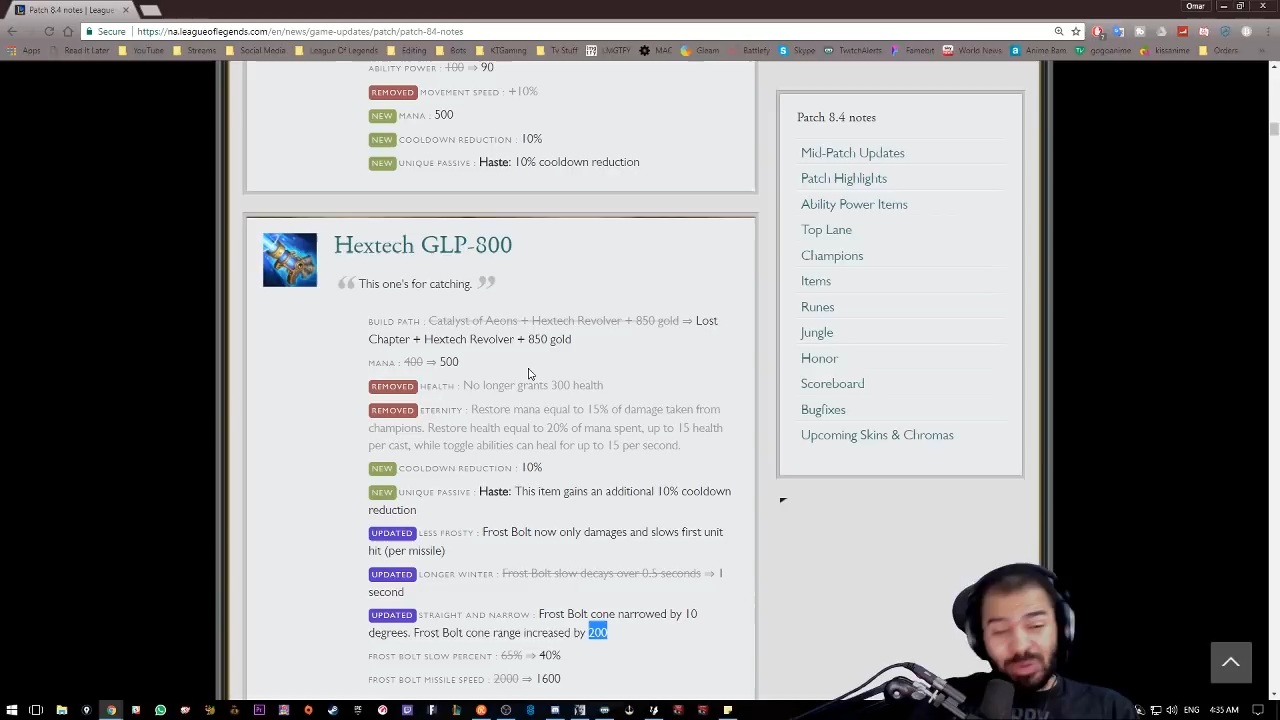 Patch 8.4 notes | League
Omar
Secure
https://na.leagueoflegends.com/en/news/game-updates/patch/patch-84-notes
Apps Read It Later YouTube Streams Social Media League Of Legends Editing Bots KTGaming Tv Stuff LMGTFY MAC Gleam Battlefy Skype TwitchAlerts Famebit World News Anime Bam gogoanime kissanime Orders
ABILITY POWER : 100 ⇒ 90
REMOVED MOVEMENT SPEED : +10%
NEW MANA : 500
NEW COOLDOWN REDUCTION : 10%
NEW UNIQUE PASSIVE : Haste: 10% cooldown reduction
Hextech GLP-800
“ This one's for catching. ”
BUILD PATH : Catalyst of Aeons + Hextech Revolver + 850 gold ⇒ Lost
Chapter + Hextech Revolver + 850 gold
MANA : 400 ⇒ 500
REMOVED HEALTH : No longer grants 300 health
REMOVED ETERNITY : Restore mana equal to 15% of damage taken from
champions. Restore health equal to 20% of mana spent, up to 15 health
per cast, while toggle abilities can heal for up to 15 per second.
NEW COOLDOWN REDUCTION : 10%
NEW UNIQUE PASSIVE : Haste: This item gains an additional 10% cooldown
reduction
UPDATED LESS FROSTY : Frost Bolt now only damages and slows first unit
hit (per missile)
UPDATED LONGER WINTER : Frost Bolt slow decays over 0.5 seconds ⇒ 1
second
UPDATED STRAIGHT AND NARROW : Frost Bolt cone narrowed by 10
degrees. Frost Bolt cone range increased by 200
FROST BOLT SLOW PERCENT : 65% ⇒ 40%
FROST BOLT MISSILE SPEED : 2000 ⇒ 1600
Patch 8.4 notes
Mid-Patch Updates
Patch Highlights
Ability Power Items
Top Lane
Champions
Items
Runes
Jungle
Honor
Scoreboard
Bugfixes
Upcoming Skins & Chromas
ENG 4:35 AM